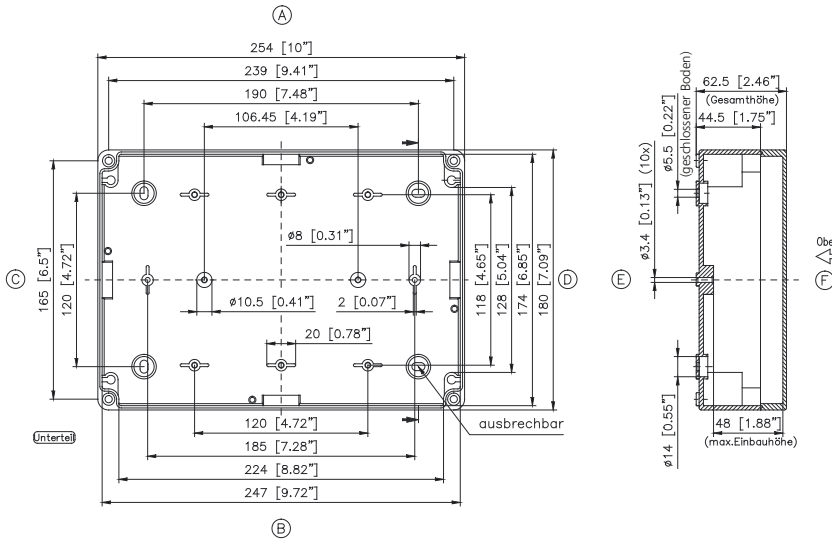 A
254 [10”]
239 [9.41”]
190 [7.48”]
106.45 [4.19”]
ø8 [0.31”]
ø10.5 [0.41”]
2 [0.07”]
20 [0.78”]
C
165 [6.5”]
120 [4.72”]
118 [4.65”]
128 [5.04”]
174 [6.85”]
180 [7.09”]
D
120 [4.72”]
185 [7.28”]
224 [8.82”]
247 [9.72”]
ausbrechbar
Unterteil
B
62.5 [2.46”]
(Gesamthöhe)
44.5 [1.75”]
ø5.5 [0.22”]
(geschlossener Boden)
ø3.4 [0.13”] (10x)
E
ø14 [0.55”]
48 [1.88”]
(max.Einbauhöhe)
F